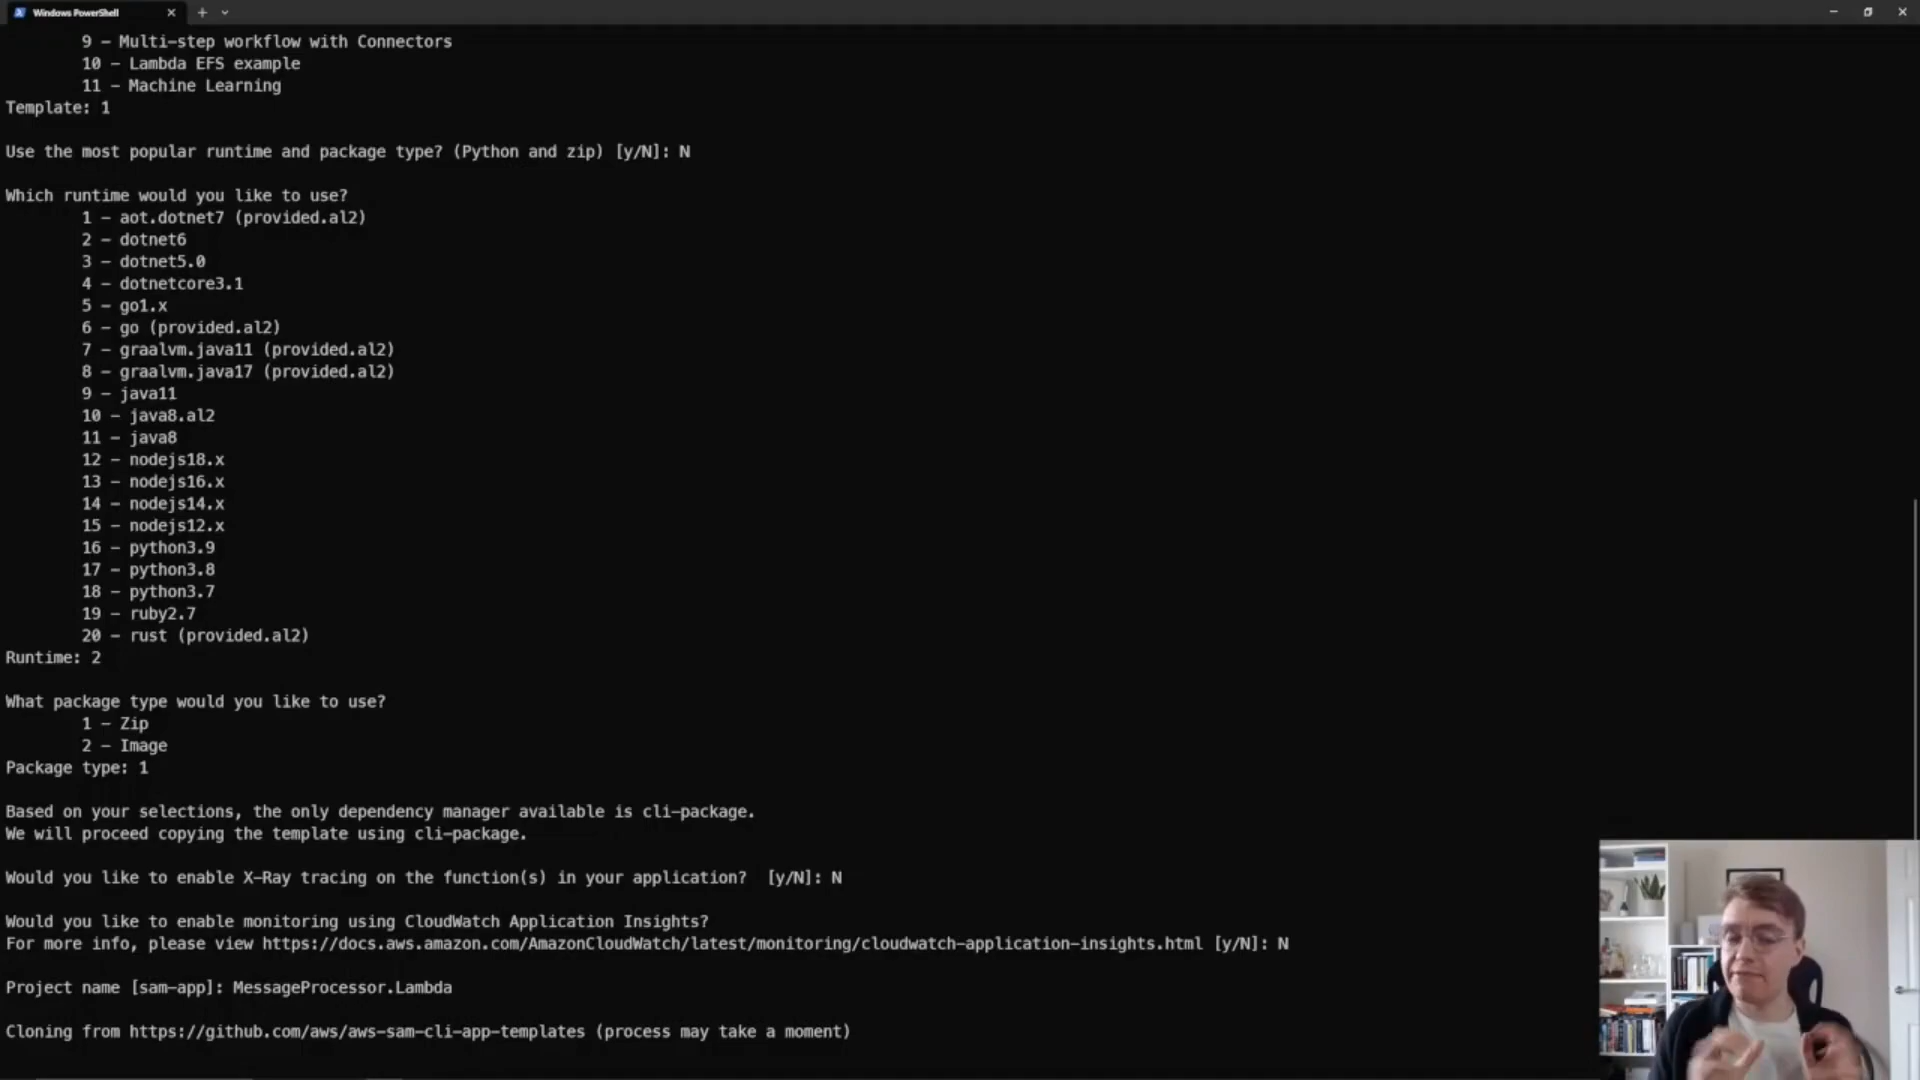 Windows PowerShell
9 - Multi-step workflow with Connectors
10 - Lambda EFS example
11 - Machine Learning
Template: 1
Use the most popular runtime and package type? (Python and zip) [y/N]: N
Which runtime would you like to use?
1 - aot.dotnet7 (provided.al2)
2 - dotnet6
3 - dotnet5.0
4 - dotnetcore3.1
5 - go1.x
6 - go (provided.al2)
7 - graalvm.java11 (provided.al2)
8 - graalvm.java17 (provided.al2)
9 - java11
10 - java8.al2
11 - java8
12 - nodejs18.x
13 - nodejs16.x
14 - nodejs14.x
15 - nodejs12.x
16 - python3.9
17 - python3.8
18 - python3.7
19 - ruby2.7
20 - rust (provided.al2)
Runtime: 2
What package type would you like to use?
1 - Zip
2 - Image
Package type: 1
Based on your selections, the only dependency manager available is cli-package.
We will proceed copying the template using cli-package.
Would you like to enable X-Ray tracing on the function(s) in your application?  [y/N]: N
Would you like to enable monitoring using CloudWatch Application Insights?
For more info, please view https://docs.aws.amazon.com/AmazonCloudWatch/latest/monitoring/cloudwatch-application-insights.html [y/N]: N
Project name [sam-app]: MessageProcessor.Lambda
Cloning from https://github.com/aws/aws-sam-cli-app-templates (process may take a moment)